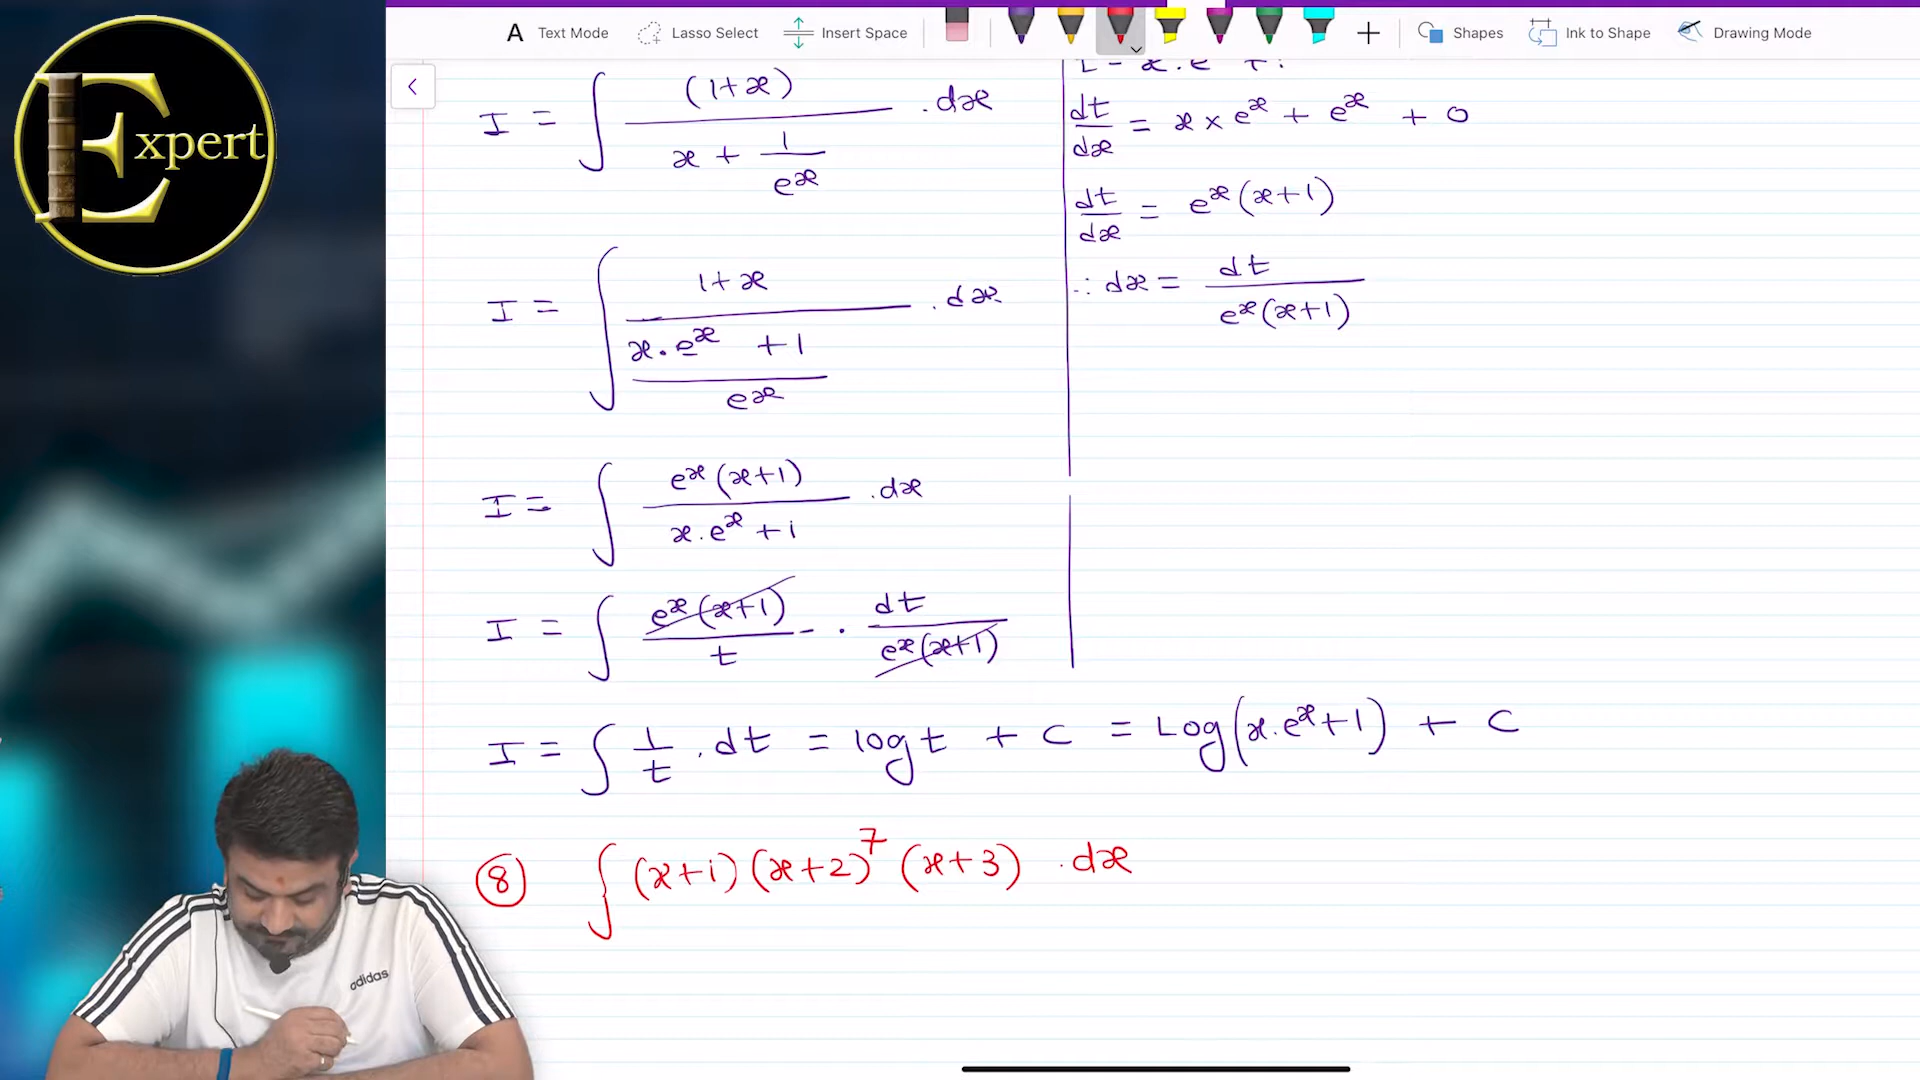 A Text Mode Lasso Select Insert Space Shapes Ink to Shape Drawing Mode
Expert
I = ∫ (1+x) / (x + 1/e^x) . dx
I = ∫ 1+x / ((x.e^x + 1) / e^x) . dx
I = ∫ e^x(x+1) / (x.e^x + 1) . dx
I = ∫ e^x(x+1) / t . dt / e^x(x+1)
I = ∫ 1/t . dt = log t + C = Log(x.e^x+1) + C
dt/dx = x × e^x + e^x + 0
dt/dx = e^x(x+1)
∴ dx = dt / e^x(x+1)
⑧ ∫ (x+1)(x+2)^7 (x+3) . dx
adidas